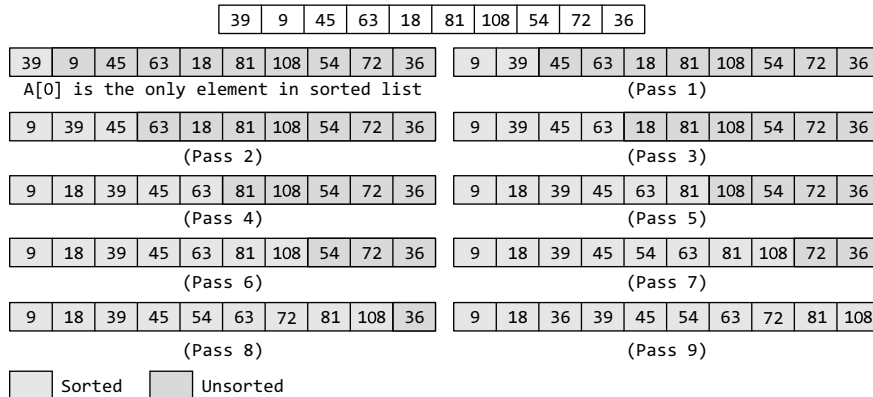 39 9 45 63 18 81 108 54 72 36
39 9 45 63 18 81 108 54 72 36
A[O] is the only element in sorted list
9 39 45 63 18 81 108 54 72 36
(Pass 1)
9 39 45 63 18 81 108 54 72 36
(Pass 2)
9 39 45 63 18 81 108 54 72 36
(Pass 3)
9 18 39 45 63 81 108 54 72 36
(Pass 4)
9 18 39 45 63 81 108 54 72 36
(Pass 5)
9 18 39 45 63 81 108 54 72 36
(Pass 6)
9 18 39 45 54 63 81 108 72 36
(Pass 7)
9 18 39 45 54 63 72 81 108 36
(Pass 8)
9 18 36 39 45 54 63 72 81 108
(Pass 9)
Sorted
Unsorted